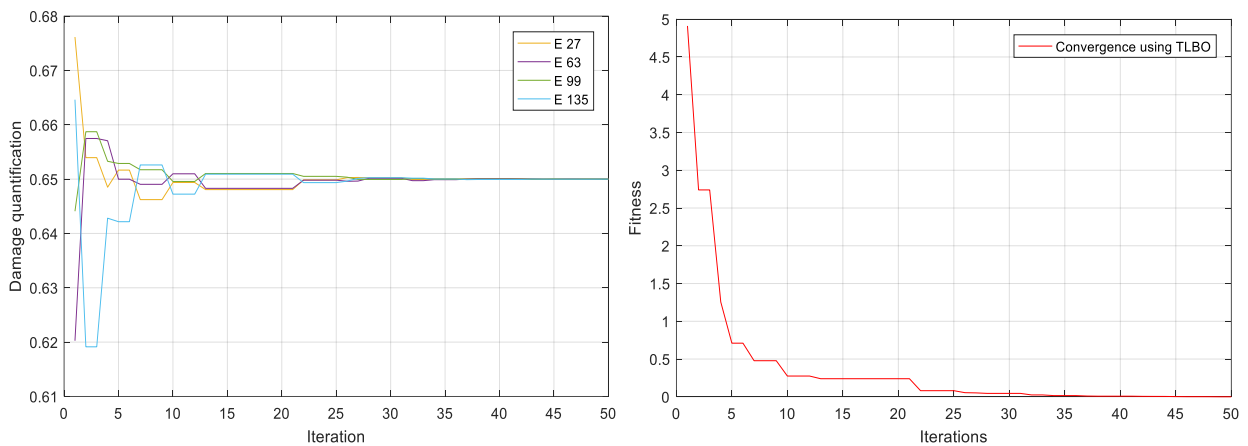 0.68
0.67
0.66
0.65
0.64
0.63
0.62
0.61
Damage quantification
0 5 10 15 20 25 30 35 40 45 50
Iteration
E 27
E 63
E 99
E 135
5
4.5
4
3.5
3
2.5
2
1.5
1
0.5
0
Fitness
0 5 10 15 20 25 30 35 40 45 50
Iterations
Convergence using TLBO